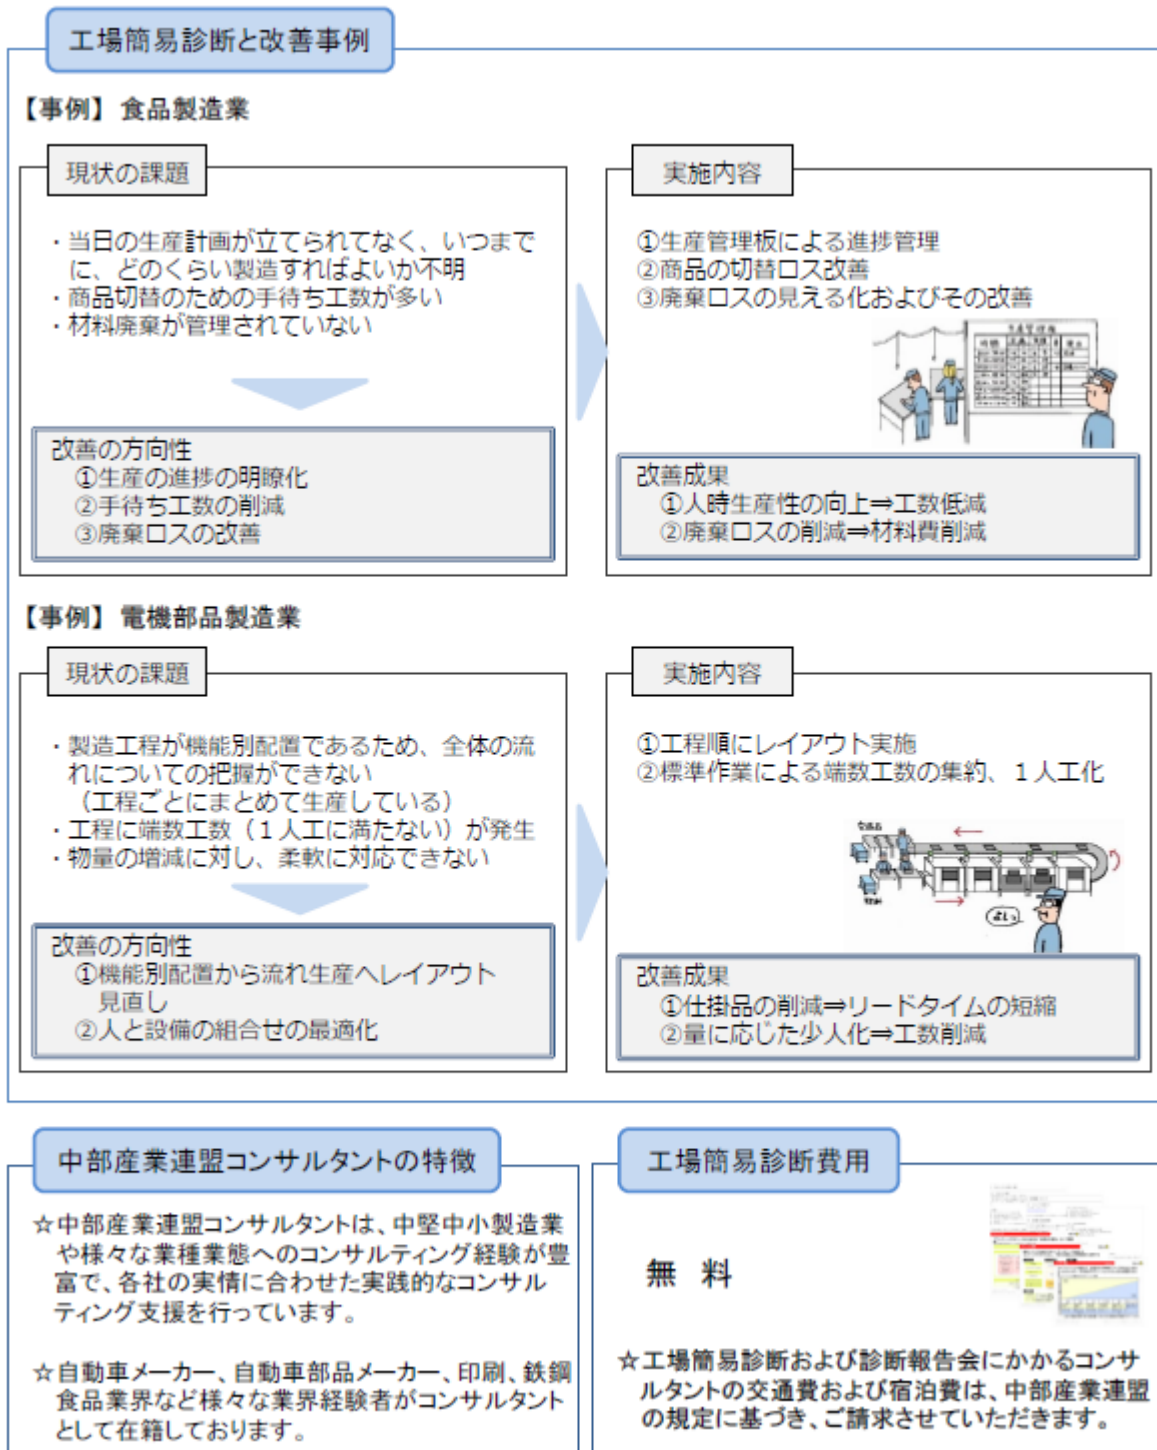 工場簡易診断と改善事例
【事例】 食品製造業
現状の課題
・当日の生産計画が立てられてなく、いつまで
に、どのくらい製造すればよいか不明
・商品切替のための手待ち工数が多い
・材料廃棄が管理されていない
改善の方向性
①生産の進捗の明瞭化
②手待ち工数の削減
③廃棄ロスの改善
実施内容
①生産管理板による進捗管理
②商品の切替ロス改善
③廃棄ロスの見える化およびその改善
改善成果
①人時生産性の向上⇒工数低減
②廃棄ロスの削減⇒材料費削減
【事例】 電機部品製造業
現状の課題
・製造工程が機能別配置であるため、全体の流
れについての把握ができない
（工程ごとにまとめて生産している）
・工程に端数工数（１人工に満たない）が発生
・物量の増減に対し、柔軟に対応できない
改善の方向性
①機能別配置から流れ生産へレイアウト
見直し
②人と設備の組合せの最適化
実施内容
①工程順にレイアウト実施
②標準作業による端数工数の集約、１人工化
よしっ
改善成果
①仕掛品の削減⇒リードタイムの短縮
②量に応じた少人化⇒工数削減
中部産業連盟コンサルタントの特徴
☆中部産業連盟コンサルタントは、中堅中小製造業
や様々な業種業態へのコンサルティング経験が豊
富で、各社の実情に合わせた実践的なコンサル
ティング支援を行っています。
☆自動車メーカー、自動車部品メーカー、印刷、鉄鋼
食品業界など様々な業界経験者がコンサルタント
として在籍しております。
工場簡易診断費用
無 料
☆工場簡易診断および診断報告会にかかるコンサ
ルタントの交通費および宿泊費は、中部産業連盟
の規定に基づき、ご請求させていただきます。